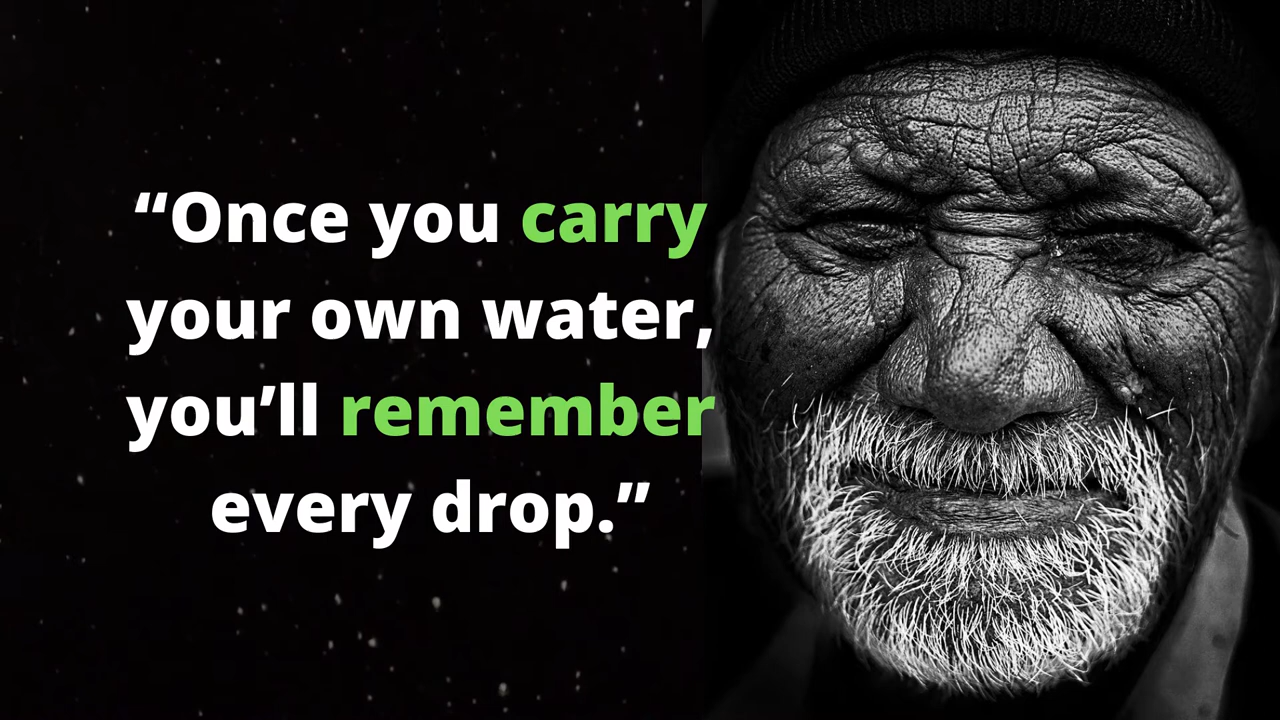 “Once you carry
your own water,
you’ll remember
every drop.”